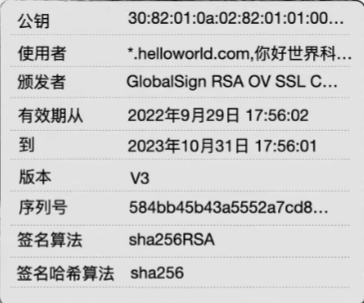 公钥 30:82:01:0a:02:82:01:01:00...
使用者 *.helloworld.com,你好世界科...
颁发者 GlobalSign RSA OV SSL C...
有效期从 2022年9月29日 17:56:02
到 2023年10月31日 17:56:01
版本 V3
序列号 584bb45b43a5552a7cd8...
签名算法 sha256RSA
签名哈希算法 sha256